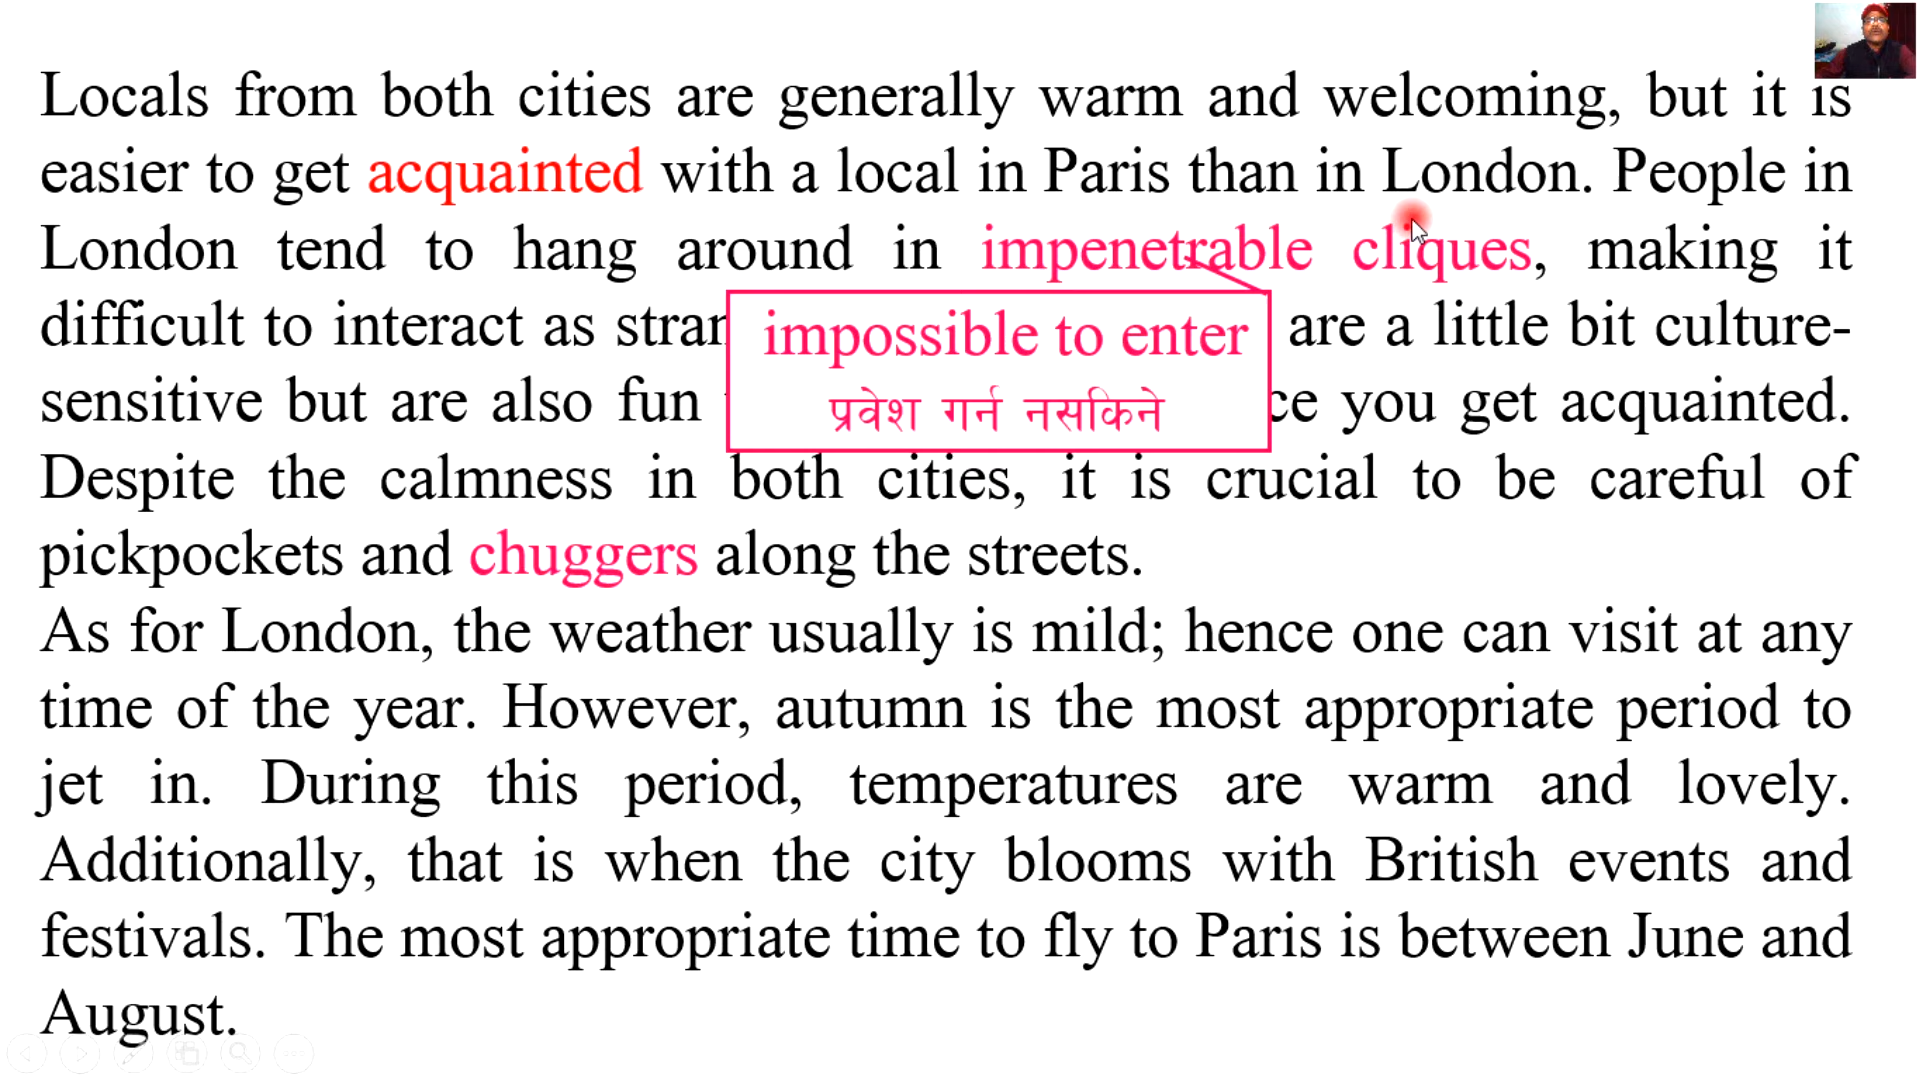 Locals from both cities are generally warm and welcoming, but it is
easier to get acquainted with a local in Paris than in London. People in
London tend to hang around in impenetrable cliques, making it
difficult to interact as are a little bit culture-
sensitive but are also fun you get acquainted.
impossible to enter
प्रवेश गर्न नसकिने
Despite the calmness in both cities, it is crucial to be careful of
pickpockets and chuggers along the streets.
As for London, the weather usually is mild; hence one can visit at any
time of the year. However, autumn is the most appropriate period to
jet in. During this period, temperatures are warm and lovely.
Additionally, that is when the city blooms with British events and
festivals. The most appropriate time to fly to Paris is between June and
August.